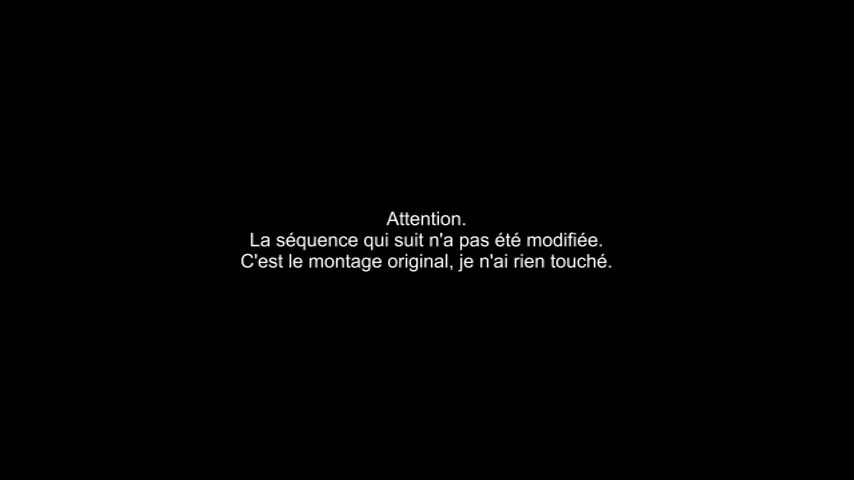 Attention.
La séquence qui suit n'a pas été modifiée.
C'est le montage original, je n'ai rien touché.